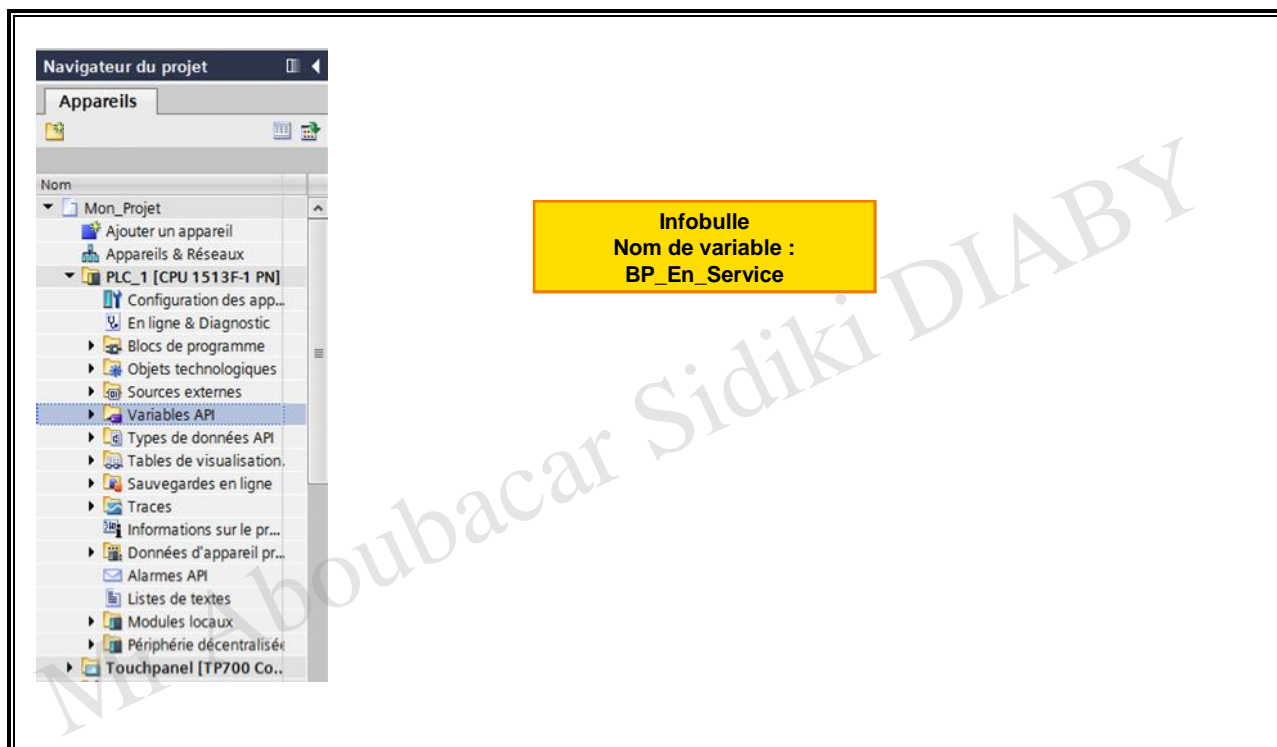 Navigateur du projet
Appareils
Nom
Mon_Projet
Ajouter un appareil
Appareils & Réseaux
PLC_1 [CPU 1513F-1 PN]
Configuration des app...
En ligne & Diagnostic
Blocs de programme
Objets technologiques
Sources externes
Variables API
Types de données API
Tables de visualisation.
Sauvegardes en ligne
Traces
Informations sur le pr...
Données d'appareil pr...
Alarmes API
Listes de textes
Modules locaux
Périphérie décentralisée
Touchpanel [TP700 Co..
Infobulle
Nom de variable :
BP_En_Service
Mr Aboubacar Sidiki DIABY